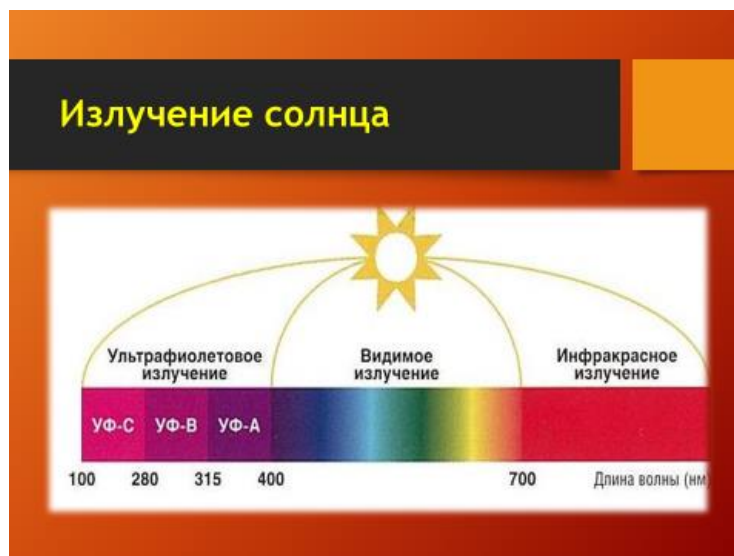 Излучение солнца
Ультрафиолетовое
излучение
Видимое
излучение
Инфракрасное
излучение
УФ-C УФ-B УФ-A
100 280 315 400 700 Длина волны (нм